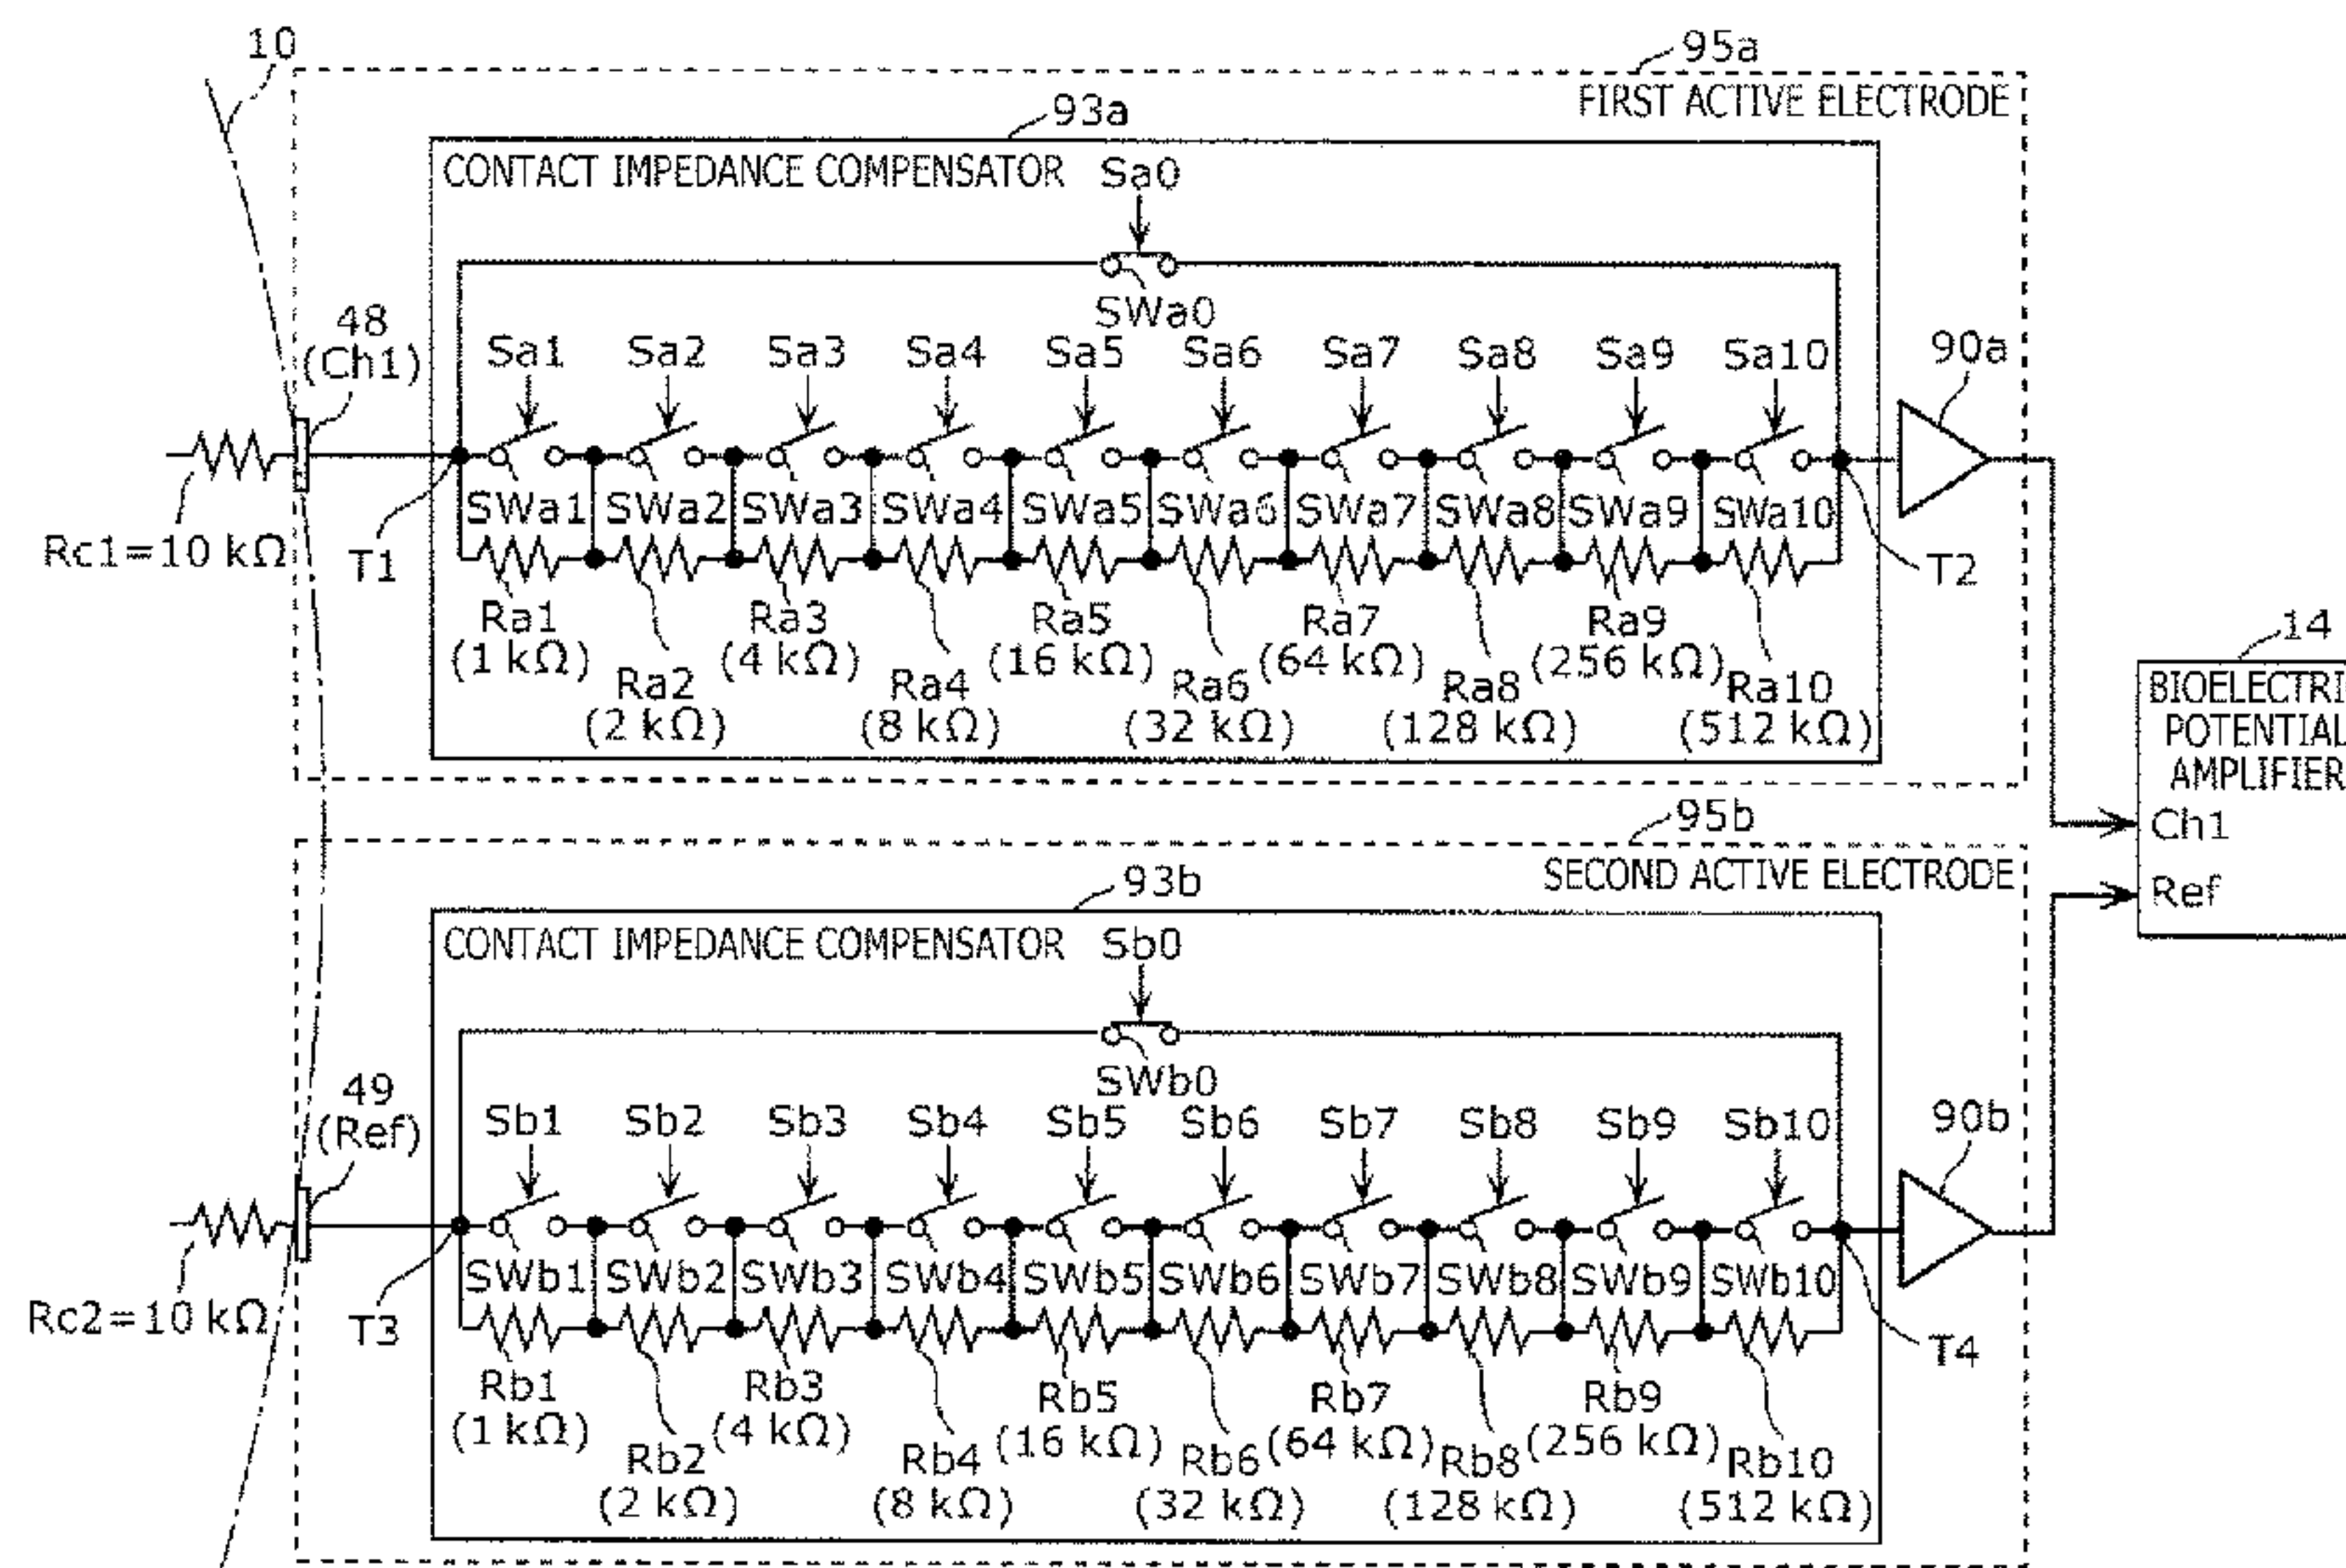 10
95a
FIRST ACTIVE ELECTRODE
93a
CONTACT IMPEDANCE COMPENSATOR
Sa0
SWa0
48
(Ch1)
Sa1 Sa2 Sa3 Sa4 Sa5 Sa6 Sa7 Sa8 Sa9 Sa10
90a
SWa1 SWa2 SWa3 SWa4 SWa5 SWa6 SWa7 SWa8 SWa9 SWa10
Rc1=10 kΩ
T1
T2
Ra1
(1 kΩ)
Ra2
(2 kΩ)
Ra3
(4 kΩ)
Ra4
(8 kΩ)
Ra5
(16 kΩ)
Ra6
(32 kΩ)
Ra7
(64 kΩ)
Ra8
(128 kΩ)
Ra9
(256 kΩ)
Ra10
(512 kΩ)
14
BIOELECTRI
POTENTIAL
AMPLIFIER
Ch1
Ref
95b
SECOND ACTIVE ELECTRODE
93b
CONTACT IMPEDANCE COMPENSATOR
Sb0
SWb0
49
(Ref)
Sb1 Sb2 Sb3 Sb4 Sb5 Sb6 Sb7 Sb8 Sb9 Sb10
90b
SWb1 SWb2 SWb3 SWb4 SWb5 SWb6 SWb7 SWb8 SWb9 SWb10
Rc2=10 kΩ
T3
T4
Rb1
(1 kΩ)
Rb2
(2 kΩ)
Rb3
(4 kΩ)
Rb4
(8 kΩ)
Rb5
(16 kΩ)
Rb6
(32 kΩ)
Rb7
(64 kΩ)
Rb8
(128 kΩ)
Rb9
(256 kΩ)
Rb10
(512 kΩ)